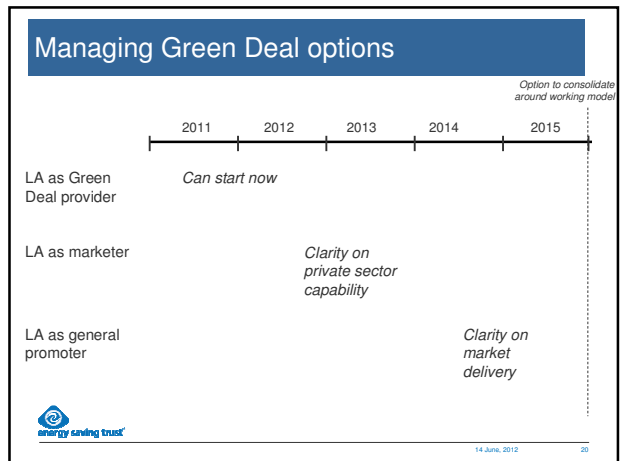 Managing Green Deal options
Option to consolidate
around working model
2011 2012 2013 2014 2015
LA as Green
Deal provider
Can start now
LA as marketer
Clarity on
private sector
capability
LA as general
promoter
Clarity on
market
delivery
energy saving trust
14 June, 2012 20